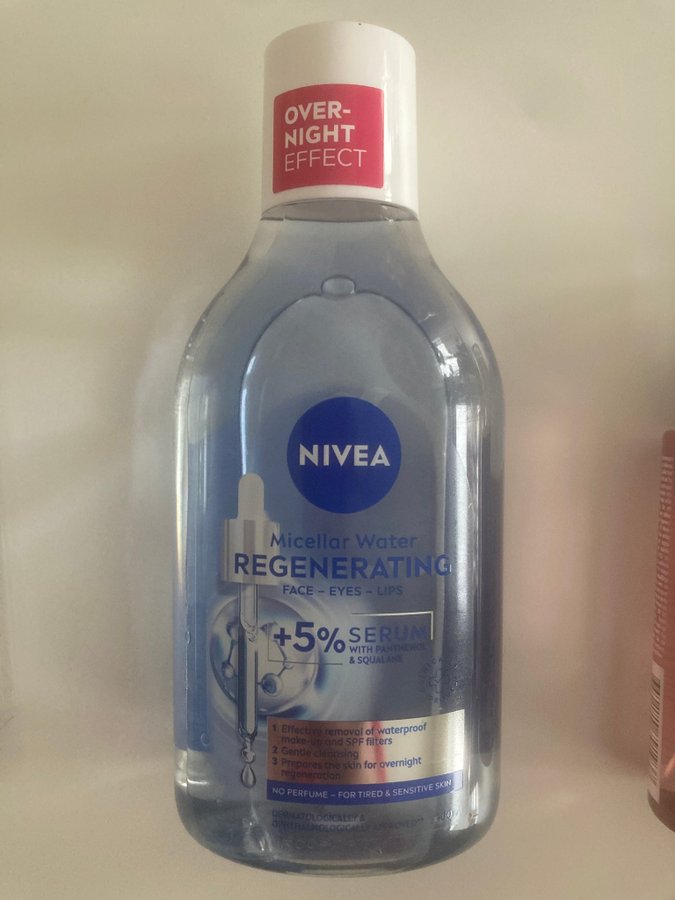 OVER-
NIGHT
EFFECT
NIVEA
Micellar Water
REGENERATING
FACE – EYES – LIPS
+5% SERUM
WITH PANTHENOL
& SQUALANE
1 Effective removal of waterproof
make-up and SPF filters
2 Gentle cleansing
3 Prepares the skin for overnight
regeneration
NO PERFUME – FOR TIRED & SENSITIVE SKIN
DERMATOLOGICALLY &
OPHTHALMOLOGICALLY APPROVED